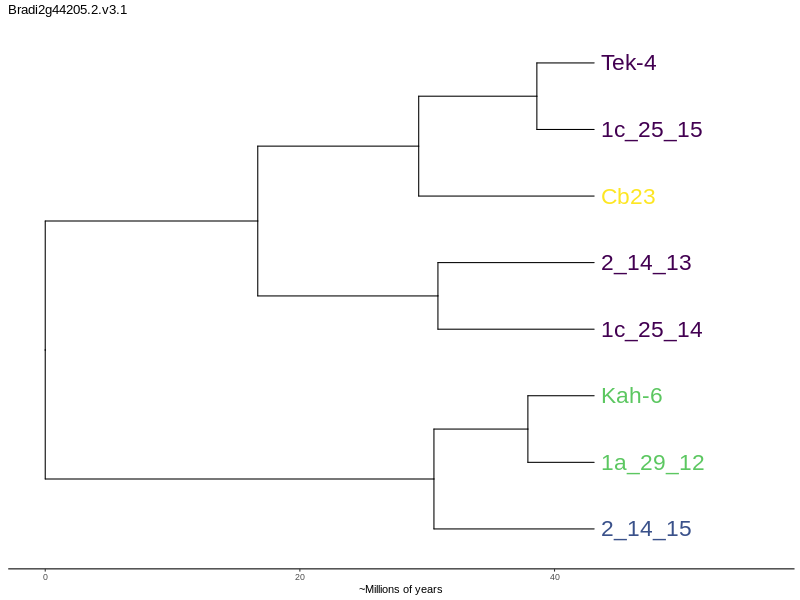 Bradi2g44205.2.v3.1
Tek-4
1c_25_15
Cb23
2_14_13
1c_25_14
Kah-6
1a_29_12
2_14_15
0 20 40
~Millions of years